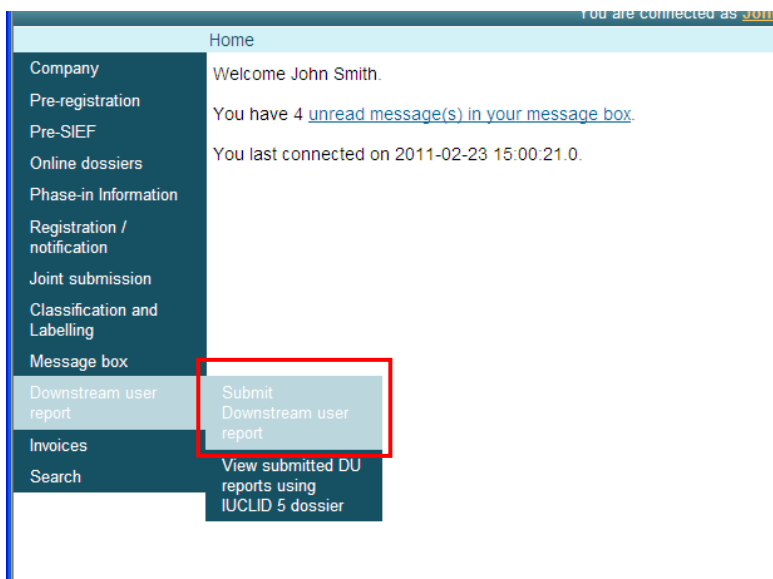 You are connected as John
Home
Company
Pre-registration
Pre-SIEF
Online dossiers
Phase-in Information
Registration /
notification
Joint submission
Classification and
Labelling
Message box
Downstream user
report
Invoices
Search
Welcome John Smith.
You have 4 unread message(s) in your message box.
You last connected on 2011-02-23 15:00:21.0.
Submit
Downstream user
report
View submitted DU
reports using
IUCLID 5 dossier